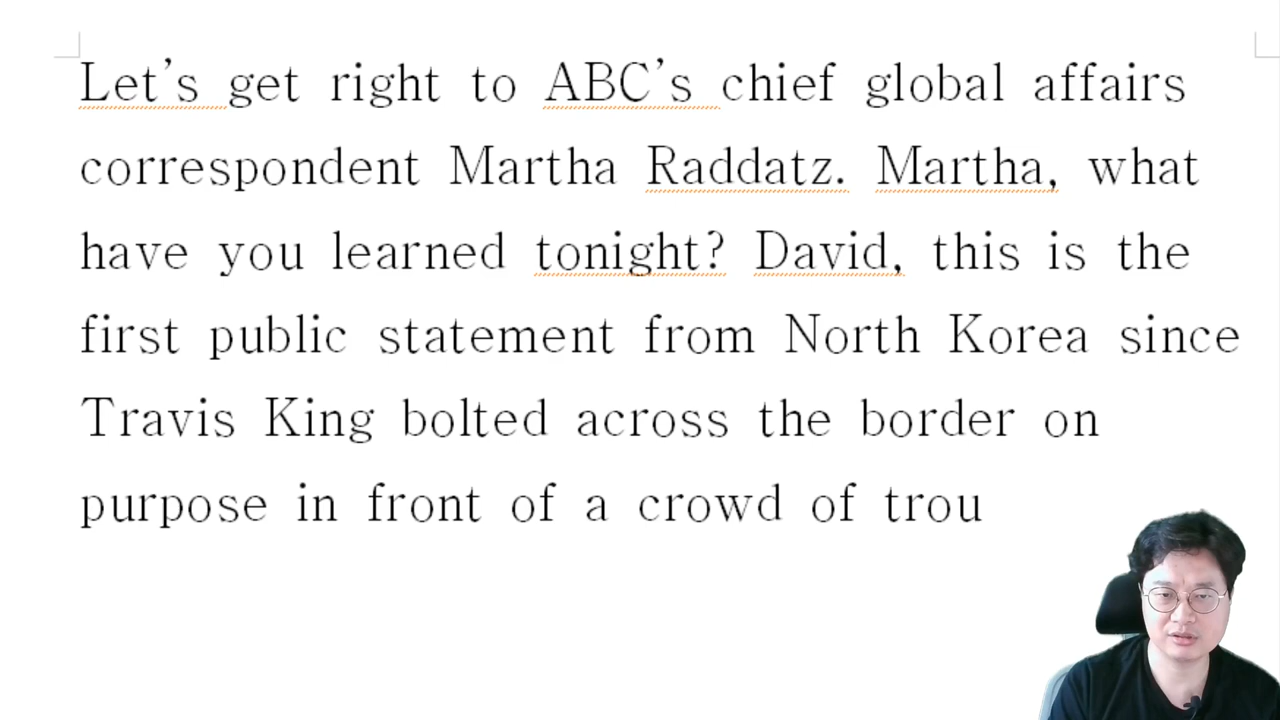 Let’s get right to ABC’s chief global affairs
correspondent Martha Raddatz. Martha, what
have you learned tonight? David, this is the
first public statement from North Korea since
Travis King bolted across the border on
purpose in front of a crowd of trou